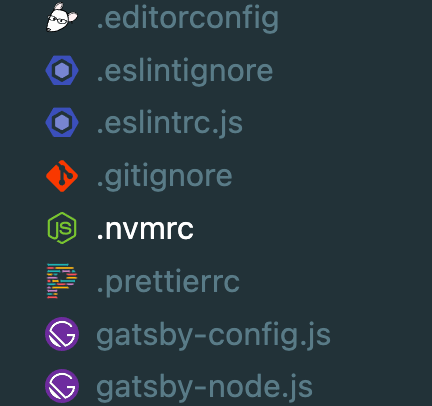 .editorconfig
.eslintignore
.eslintrc.js
.gitignore
.nvmrc
.prettierrc
gatsby-config.js
gatsby-node.js